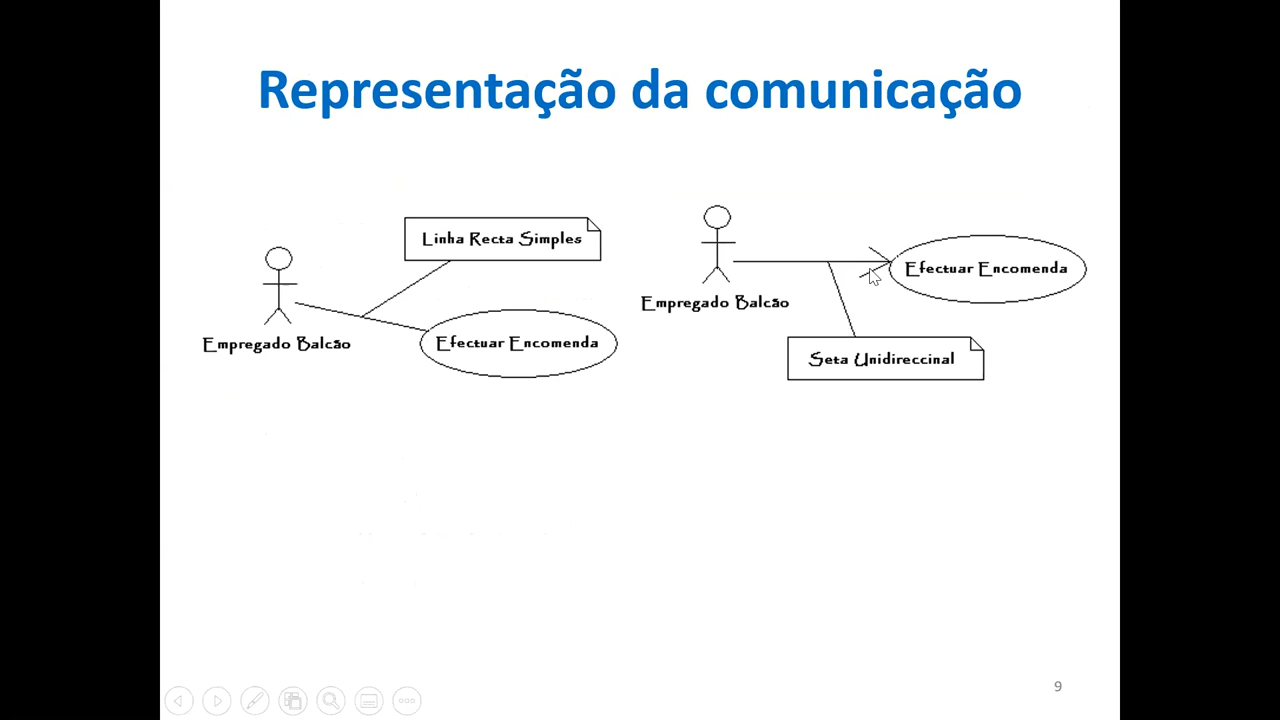 Representação da comunicação
Linha Recta Simples
Empregado Balcão
Efectuar Encomenda
Efectuar Encomenda
Empregado Balcão
Seta Unidireccinal
9